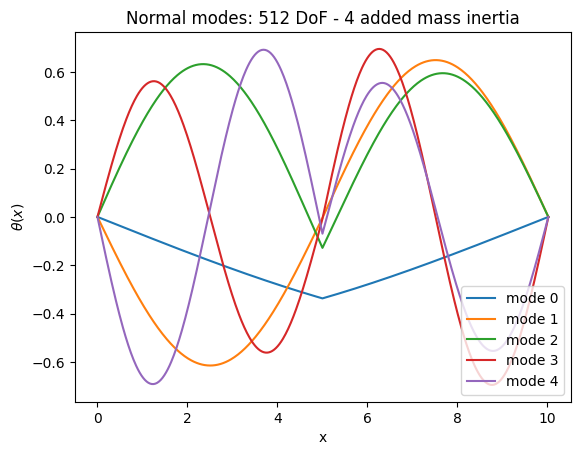 Normal modes: 512 DoF - 4 added mass inertia
θ(x)
0.6
0.4
0.2
0.0
−0.2
−0.4
−0.6
0
2
4
6
8
10
x
mode 0
mode 1
mode 2
mode 3
mode 4